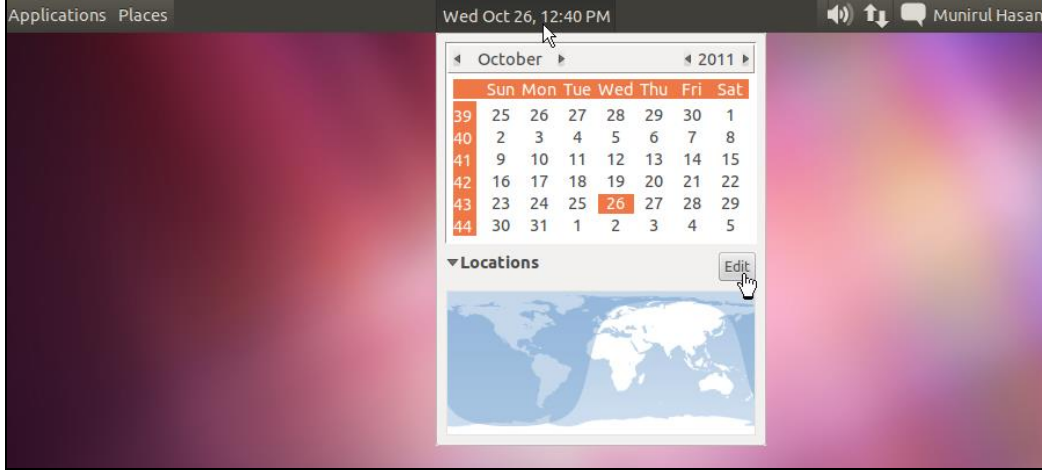 Applications Places Wed Oct 26, 12:40 PM Munirul Hasan
October 2011
Sun Mon Tue Wed Thu Fri Sat
39 25 26 27 28 29 30 1
40 2 3 4 5 6 7 8
41 9 10 11 12 13 14 15
42 16 17 18 19 20 21 22
43 23 24 25 26 27 28 29
44 30 31 1 2 3 4 5
Locations Edit